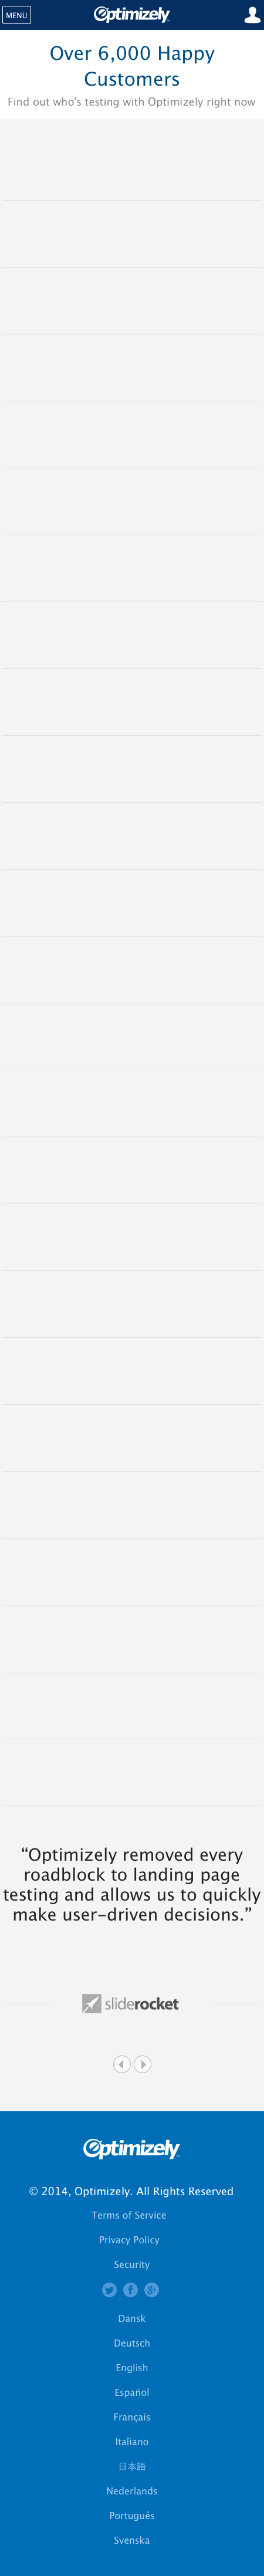 MENU
Optimizely
Over 6,000 Happy
Customers
Find out who's testing with Optimizely right now
“Optimizely removed every
roadblock to landing page
testing and allows us to quickly
make user-driven decisions.”
sliderocket
Optimizely
© 2014, Optimizely. All Rights Reserved
Terms of Service
Privacy Policy
Security
Dansk
Deutsch
English
Español
Français
Italiano
日本語
Nederlands
Português
Svenska